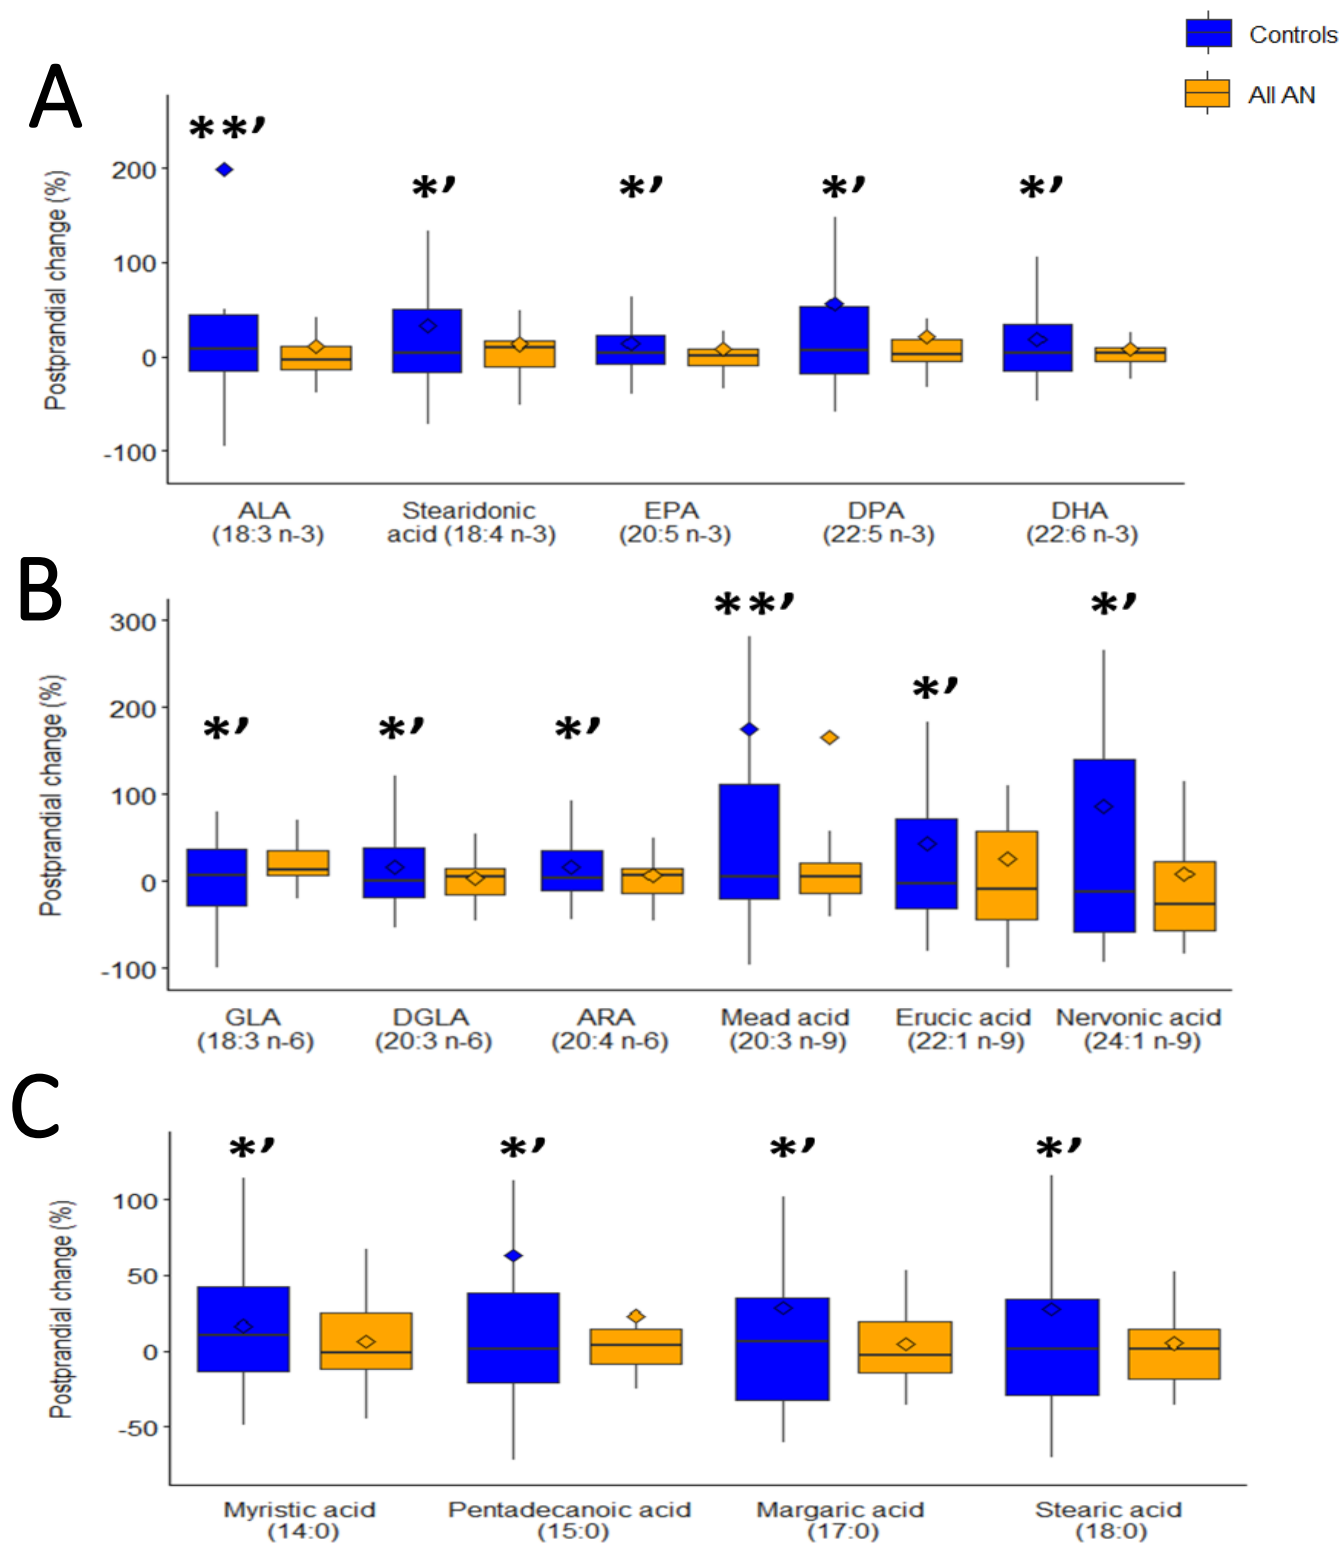 Controls
All AN
A
**’
*’
*’
*’
*’
Postprandial change (%)
200
100
0
-100
ALA
(18:3 n-3)
Stearidonic
acid (18:4 n-3)
EPA
(20:5 n-3)
DPA
(22:5 n-3)
DHA
(22:6 n-3)
B
*’
*’
*’
**’
*’
*’
Postprandial change (%)
300
200
100
0
-100
GLA
(18:3 n-6)
DGLA
(20:3 n-6)
ARA
(20:4 n-6)
Mead acid
(20:3 n-9)
Erucic acid
(22:1 n-9)
Nervonic acid
(24:1 n-9)
C
*’
*’
*’
*’
Postprandial change (%)
100
50
0
-50
Myristic acid
(14:0)
Pentadecanoic acid
(15:0)
Margaric acid
(17:0)
Stearic acid
(18:0)